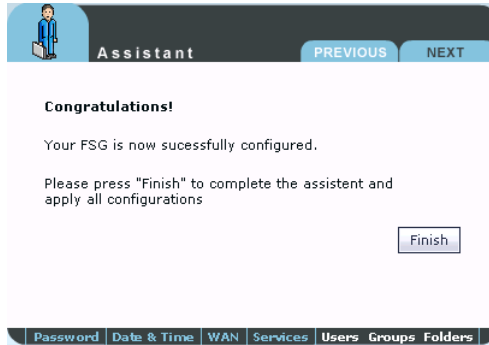 Assistant
PREVIOUS NEXT
Congratulations!
Your FSG is now sucessfully configured.
Please press "Finish" to complete the assistent and
apply all configurations
Finish
Password Date & Time WAN Services Users Groups Folders